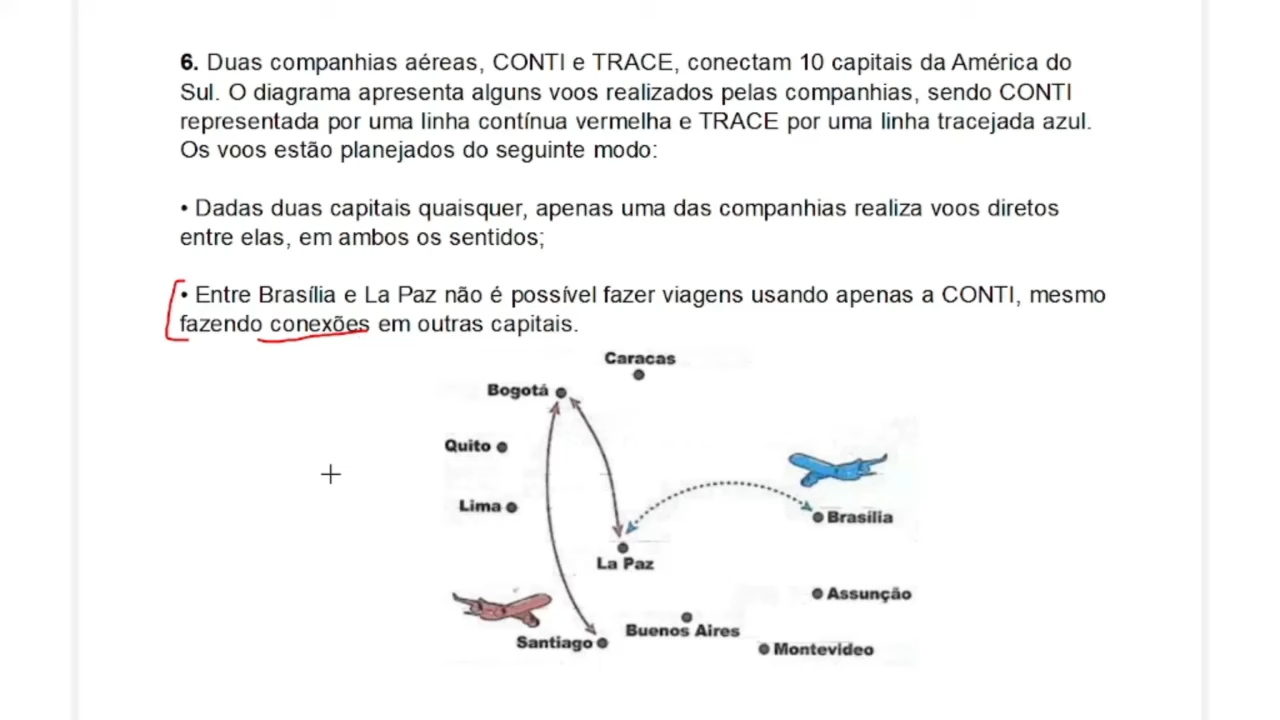 6. Duas companhias aéreas, CONTI e TRACE, conectam 10 capitais da América do
Sul. O diagrama apresenta alguns voos realizados pelas companhias, sendo CONTI
representada por uma linha contínua vermelha e TRACE por uma linha tracejada azul.
Os voos estão planejados do seguinte modo:
• Dadas duas capitais quaisquer, apenas uma das companhias realiza voos diretos
entre elas, em ambos os sentidos;
• Entre Brasília e La Paz não é possível fazer viagens usando apenas a CONTI, mesmo
fazendo conexões em outras capitais.
Caracas
Bogotá
Quito
Lima
Brasília
La Paz
Assunção
Buenos Aires
Santiago
Montevideo